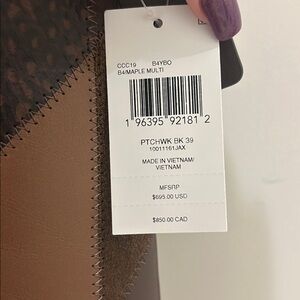 CCC19 B4YBO
B4/MAPLE MULTI
1 96395 92181 2
PTCHWK BK 39
10011161JAX
MADE IN VIETNAM/
VIETNAM
MFSRP
$695.00 USD
$850.00 CAD